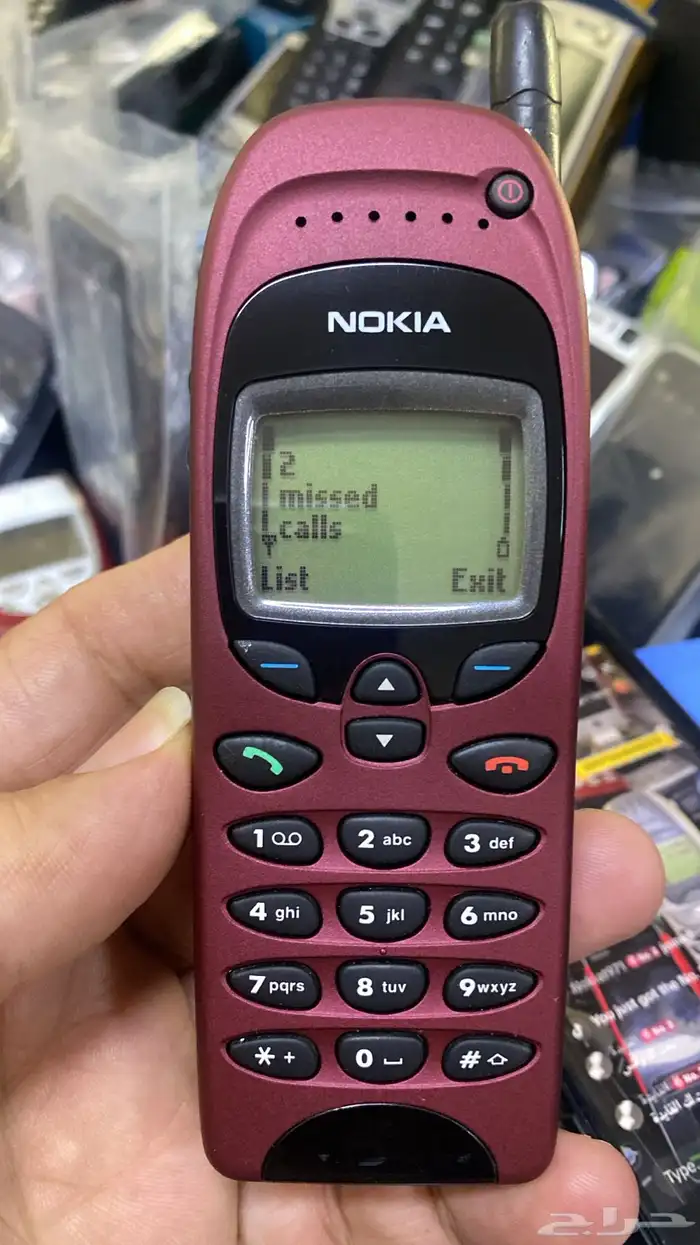 NOKIA
2
missed
calls
List Exit
1
2 abc
3 def
4 ghi
5 jkl
6 mno
7 pqrs
8 tuv
9 wxyz
* +
0
#
You just got the
Type
حراج